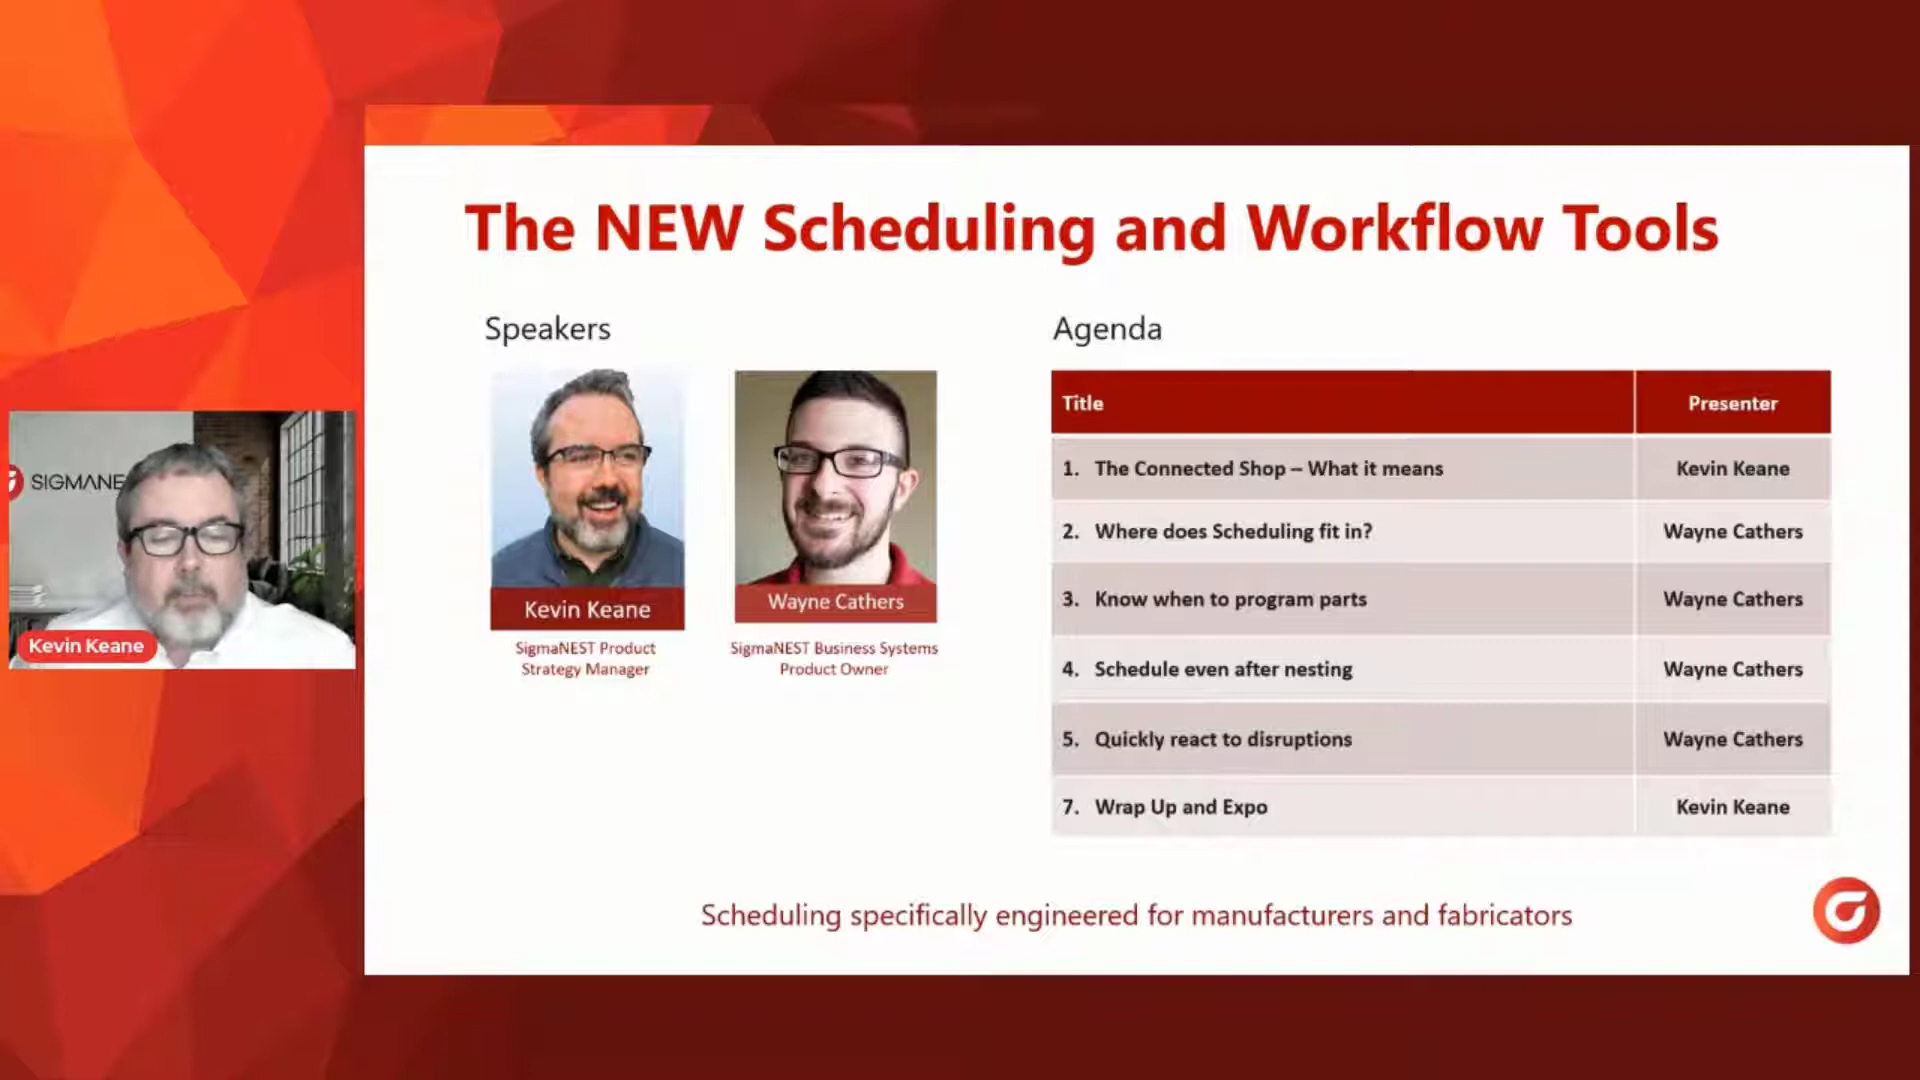 The NEW Scheduling and Workflow Tools
Speakers
Kevin Keane
SigmaNEST Product
Strategy Manager
Wayne Cathers
SigmaNEST Business Systems
Product Owner
Agenda
Title Presenter
1. The Connected Shop – What it means Kevin Keane
2. Where does Scheduling fit in? Wayne Cathers
3. Know when to program parts Wayne Cathers
4. Schedule even after nesting Wayne Cathers
5. Quickly react to disruptions Wayne Cathers
7. Wrap Up and Expo Kevin Keane
Scheduling specifically engineered for manufacturers and fabricators
SIGMANE
Kevin Keane